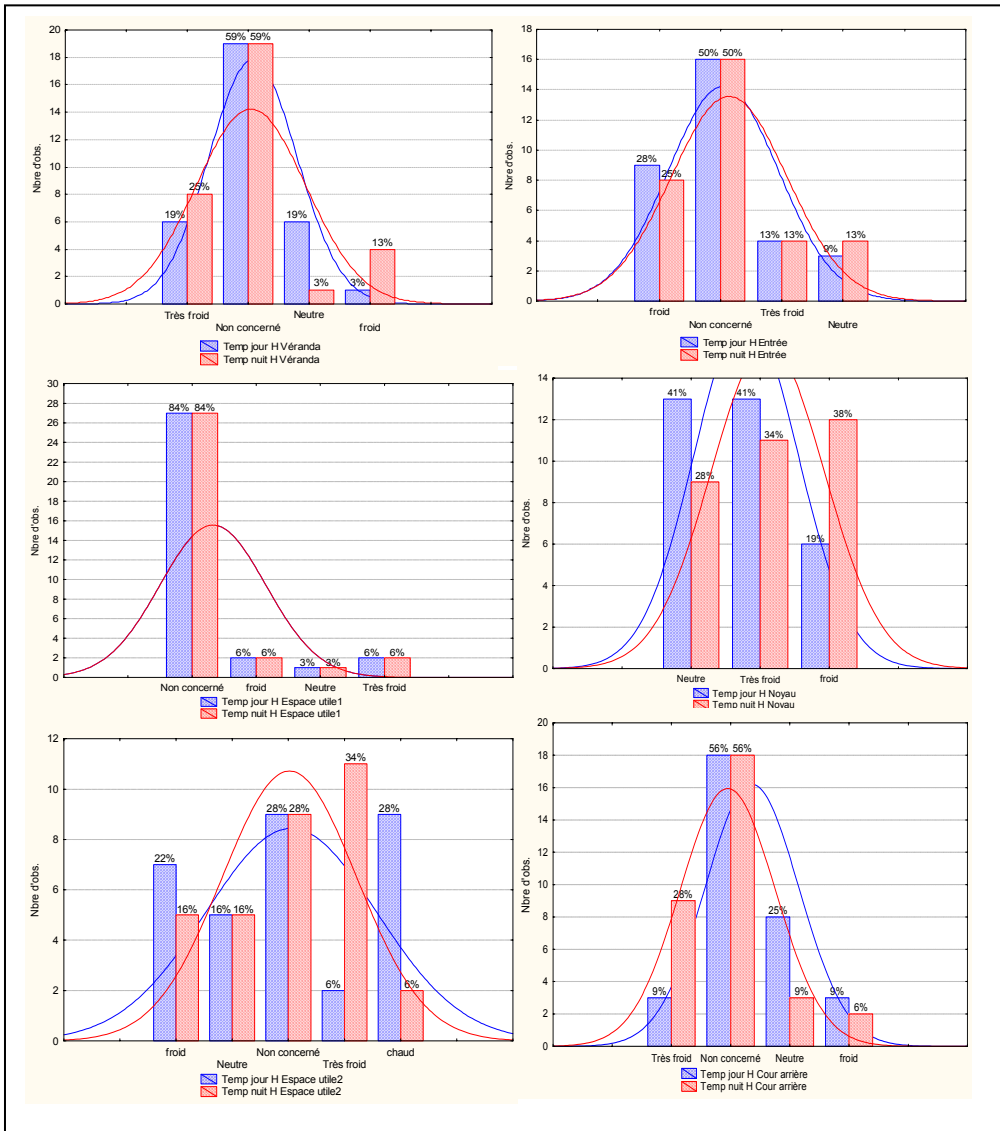 20
18
16
14
12
10
8
6
4
2
0
Nbre d'obs.
19% 25% 59% 59% 19% 3% 3% 13%
Très froid Neutre
Non concerné froid
Temp jour H Véranda
Temp nuit H Véranda
18
16
14
12
10
8
6
4
2
0
Nbre d'obs.
28% 25% 50% 50% 13% 13% 9% 13%
froid Très froid
Non concerné Neutre
Temp jour H Entrée
Temp nuit H Entrée
30
28
26
24
22
20
18
16
14
12
10
8
6
4
2
0
Nbre d'obs.
84% 84% 6% 6% 3% 3% 6% 6%
Non concerné froid Neutre Très froid
Temp jour H Espace utile1
Temp nuit H Espace utile1
14
12
10
8
6
4
2
0
Nbre d'obs.
41% 28% 41% 34% 19% 38%
Neutre Très froid froid
Temp jour H Noyau
Temp nuit H Noyau
12
10
8
6
4
2
0
Nbre d'obs.
22% 16% 16% 16% 28% 28% 6% 34% 28% 6%
froid Non concerné chaud
Neutre Très froid
Temp jour H Espace utile2
Temp nuit H Espace utile2
20
18
16
14
12
10
8
6
4
2
0
Nbre d'obs.
9% 28% 56% 56% 25% 9% 9% 6%
Très froid Non concerné Neutre froid
Temp jour H Cour arrière
Temp nuit H Cour arrière